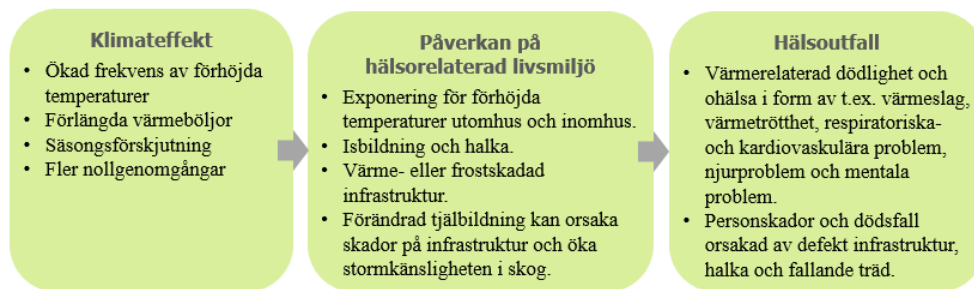 Klimateffekt
• Ökad frekvens av förhöjda
temperaturer
• Förlängda värmeböljor
• Säsongsförskjutning
• Fler nollgenomgångar
Påverkan på
hälsorelaterad livsmiljö
• Exponering för förhöjda
temperaturer utomhus och inomhus.
• Isbildning och halka.
• Värme- eller frostskadad
infrastruktur.
• Förändrad tjälbildning kan orsaka
skador på infrastruktur och öka
stormkänsligheten i skog.
Hälsoutfall
• Värmerelaterad dödlighet och
ohälsa i form av t.ex. värmeslag,
värmetrötthet, respiratoriska-
och kardiovaskulära problem,
njurproblem och mentala
problem.
• Personskador och dödsfall
orsakad av defekt infrastruktur,
halka och fallande träd.